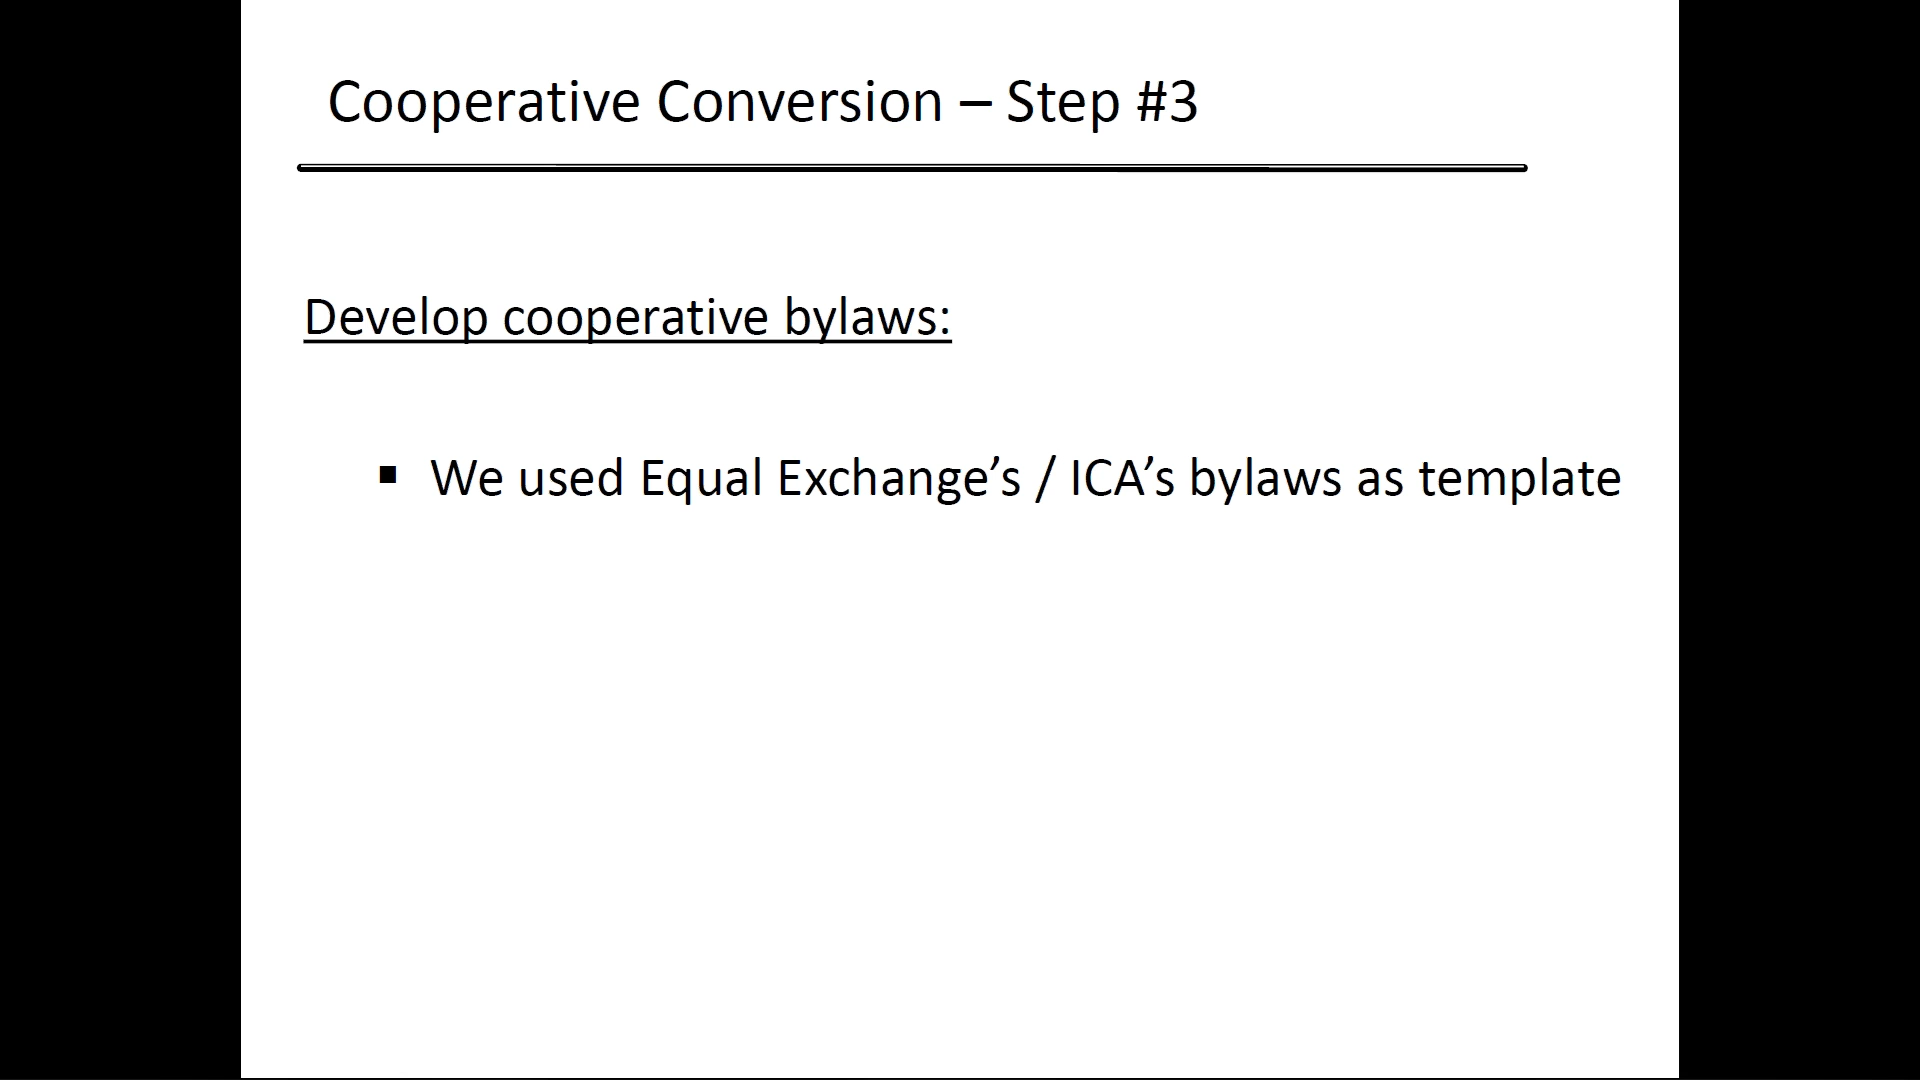 Cooperative Conversion – Step #3
Develop cooperative bylaws:
▪ We used Equal Exchange’s / ICA’s bylaws as template